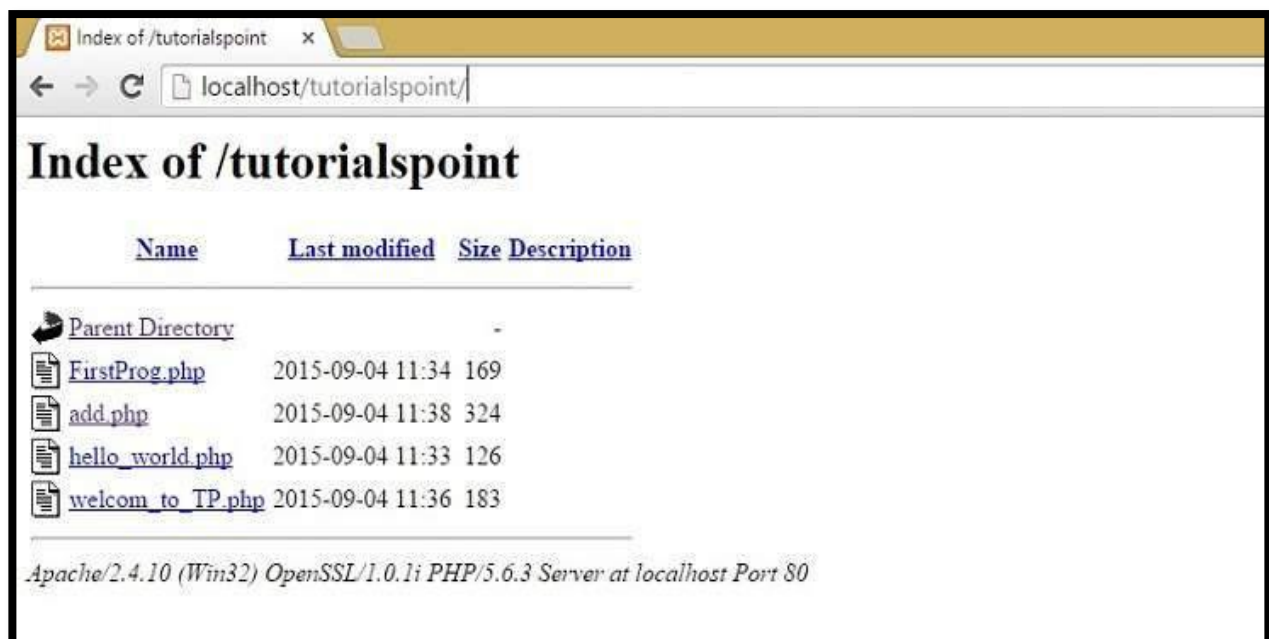 Index of /tutorialspoint
localhost/tutorialspoint/
Index of /tutorialspoint
Name Last modified Size Description
Parent Directory -
FirstProg.php 2015-09-04 11:34 169
add.php 2015-09-04 11:38 324
hello_world.php 2015-09-04 11:33 126
welcom_to_TP.php 2015-09-04 11:36 183
Apache/2.4.10 (Win32) OpenSSL/1.0.1i PHP/5.6.3 Server at localhost Port 80